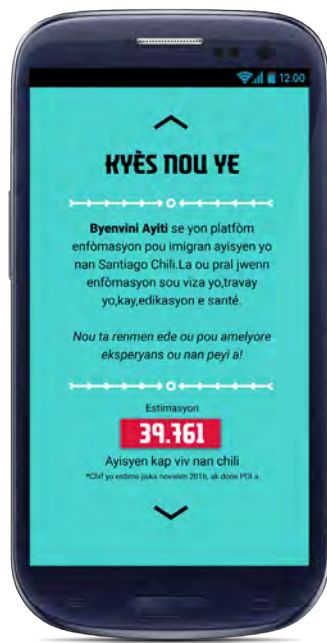 12:00
KYÈS NOU YE
Byenvini Ayiti se yon platfòm
enfòmasyon pou imigran ayisyen yo
nan Santiago Chili.La ou pral jwenn
enfòmasyon sou viza yo,travay
yo,kay,edikasyon e santé.
Nou ta renmen ede ou pou amelyore
eksperyans ou nan peyi a!
Estimasyon
39.761
Ayisyen kap viv nan chili
*Chif yo estime jiska novanm 2016, ak done PDI a.